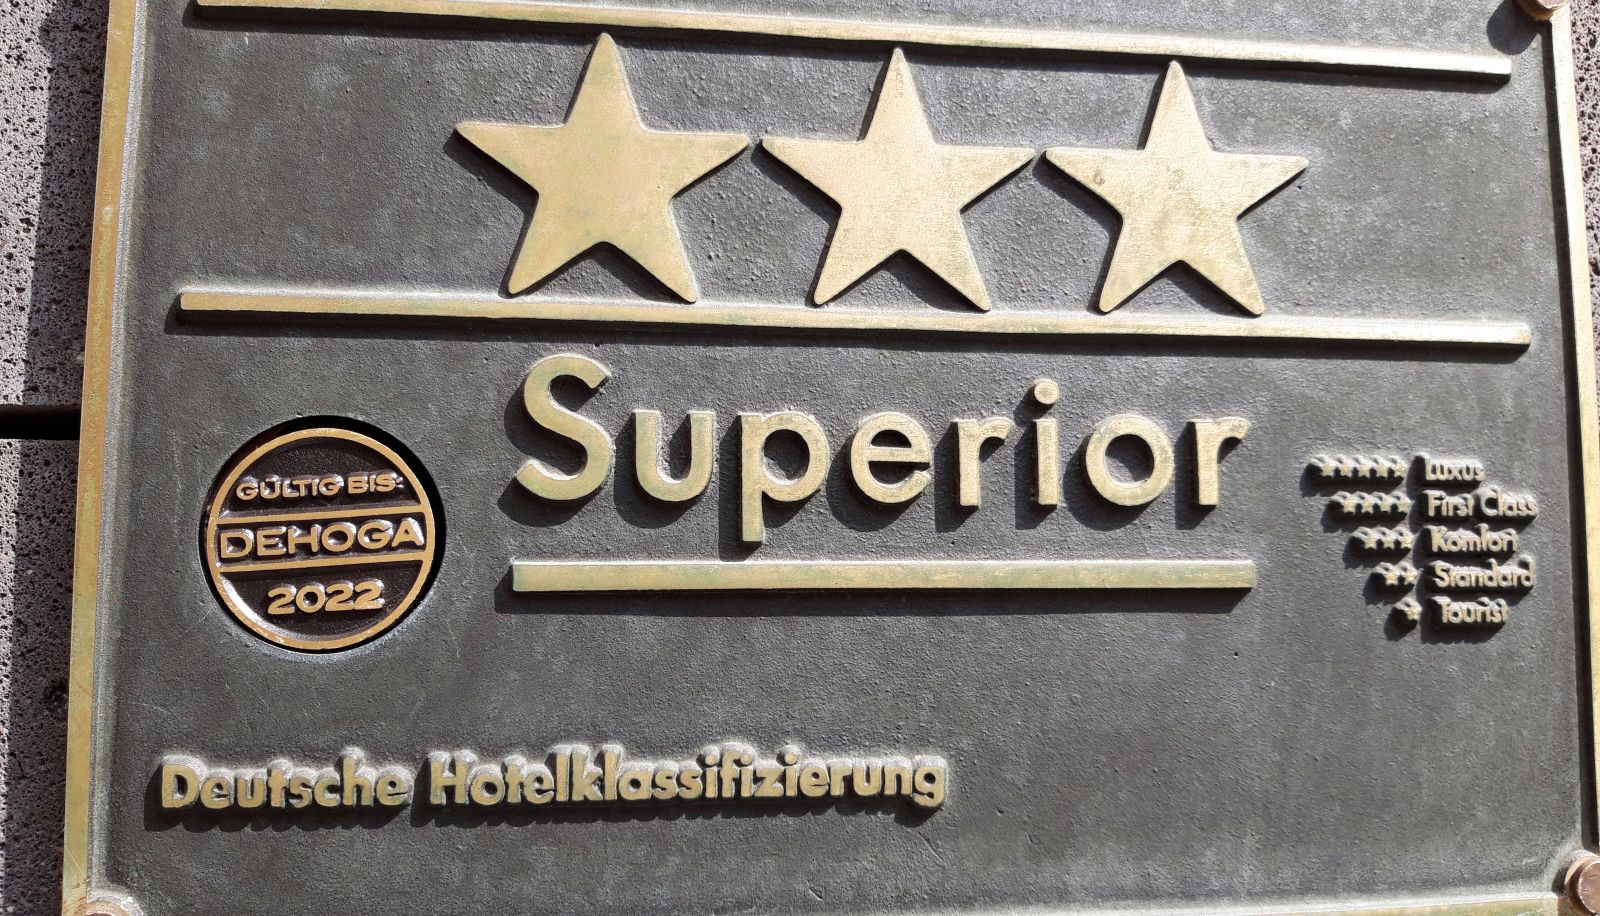 Superior
GÜLTIG BIS:
DEHOGA
2022
Luxus
First Class
Komfort
Standard
Tourist
Deutsche Hotelklassifizierung